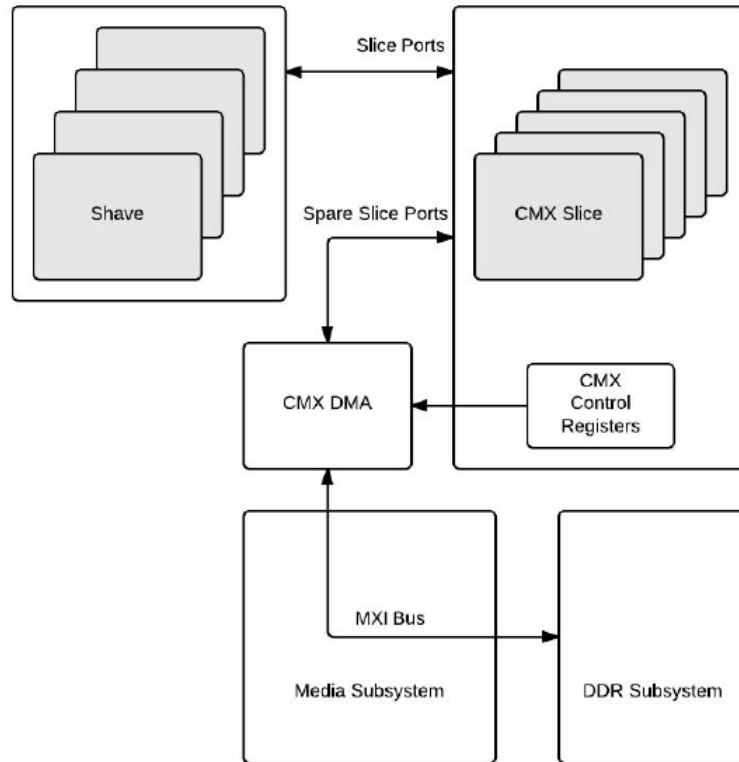 Slice Ports
Shave
Spare Slice Ports
CMX Slice
CMX DMA
CMX
Control
Registers
MXI Bus
Media Subsystem
DDR Subsystem